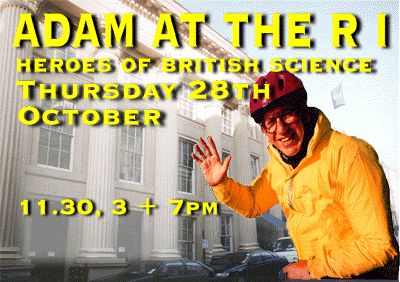 ADAM AT THE R I
HEROES OF BRITISH SCIENCE
THURSDAY 28TH
OCTOBER
11.30, 3 + 7PM